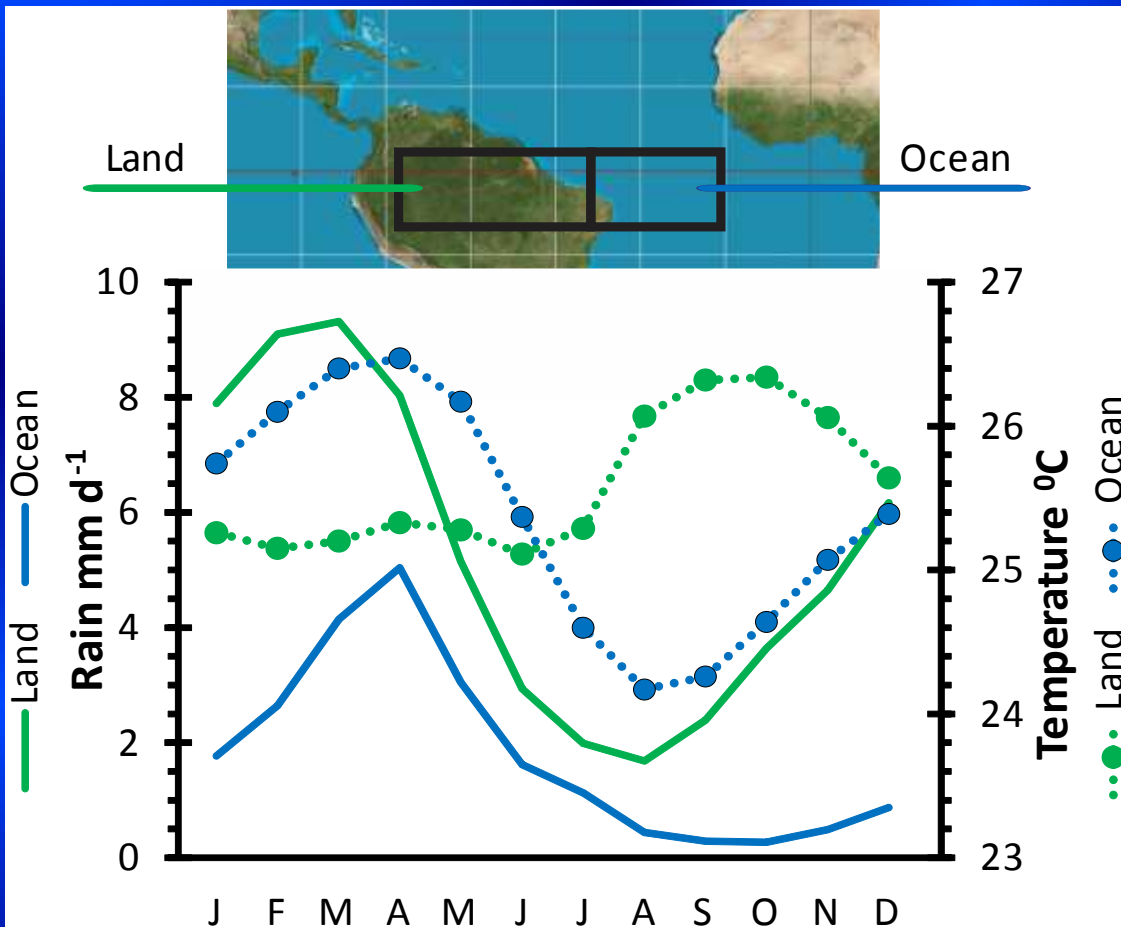 Land
Ocean
10
8
6
4
2
0
27
26
25
24
23
Rain mm d⁻¹
Land
Ocean
Temperature ⁰C
Land
Ocean
J F M A M J J A S O N D